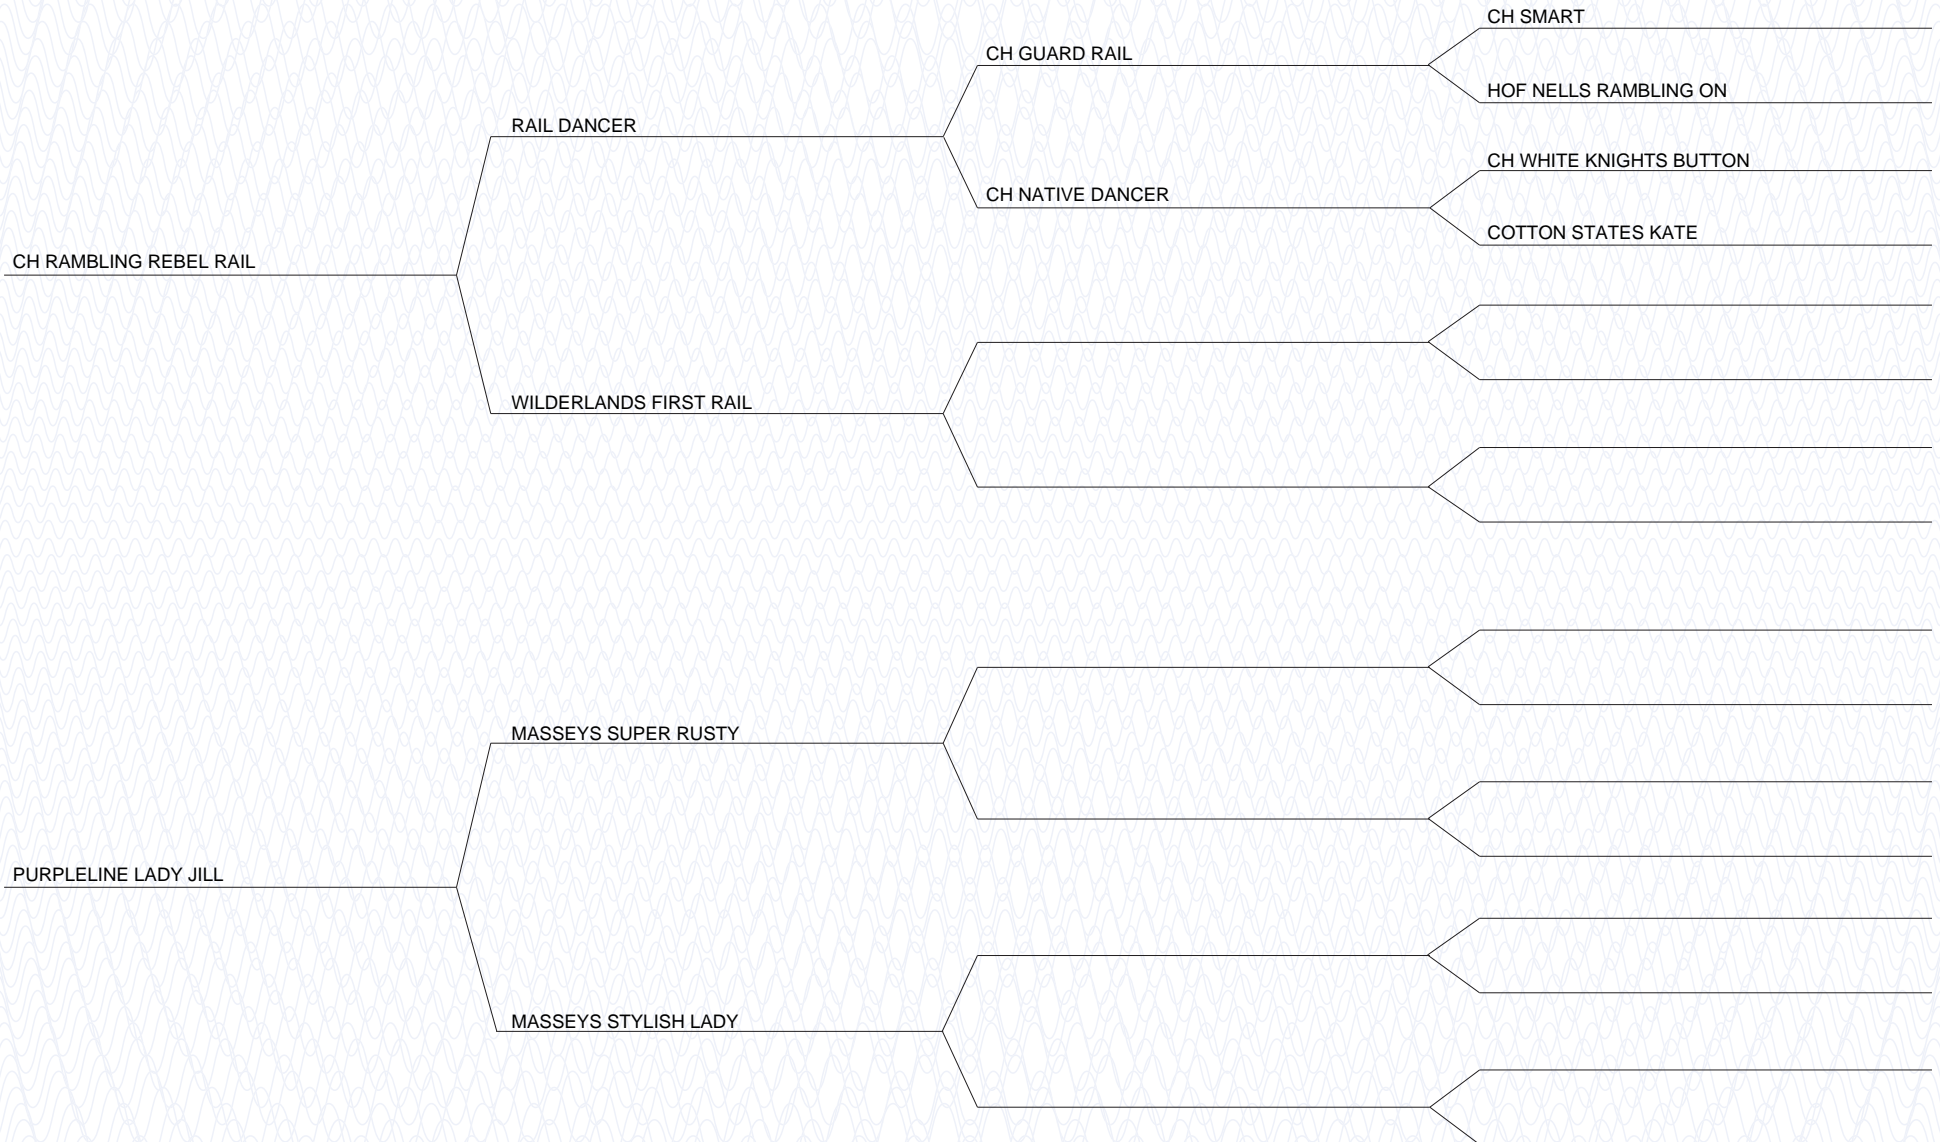 CH SMART
CH GUARD RAIL
HOF NELLS RAMBLING ON
RAIL DANCER
CH WHITE KNIGHTS BUTTON
CH NATIVE DANCER
COTTON STATES KATE
CH RAMBLING REBEL RAIL
WILDERLANDS FIRST RAIL
MASSEYS SUPER RUSTY
PURPLELINE LADY JILL
MASSEYS STYLISH LADY